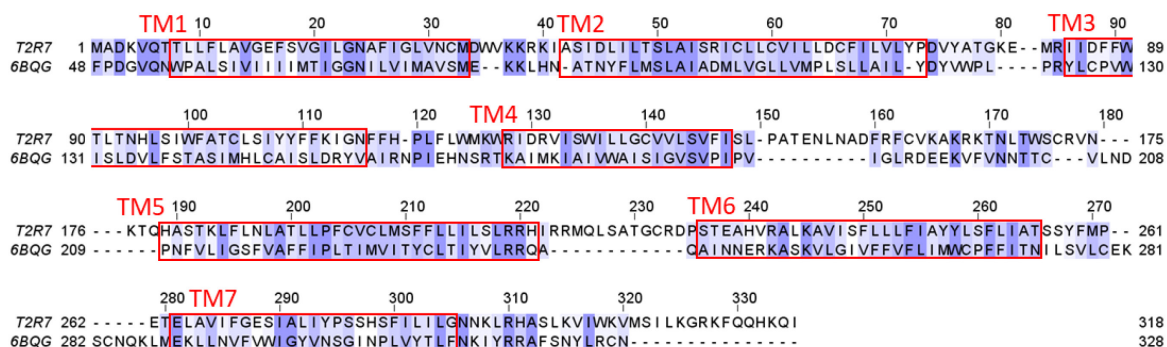 TM1 TM2 TM3
10 20 30 40 50 60 70 80 90
T2R7 1 MADKVQTTLLFLAVGEFSVGILGNAFIGLVNCMDWVKKRKIASIDLILTSLAISRICLLCVILLDCFILVLYPDVYATGKE--MRIIDFFW 89
6BQG 48 FPDGVQNWPALSIVIIIIMTIGGNILVIMAVSME--KKLHN-ATNYFLMSLAIADMLVGLLVMPLSLLAIL-YDYVWPL----PRYLCPVW 130
TM4
100 110 120 130 140 150 160 170 180
T2R7 90 TLTNHLSIWFATCLSIYYFFKIGNFFH-PLFLWMKWRIDRVISWILLGCVVLSVFISL-PATENLNADFRFCVKAKRKTNLTWSCRVN--- 175
6BQG 131 ISLDVLFSTASIMHLCAISLDRYVAIRNPIEHNSRTKAIMKIAIVWAISIGVSVPIPV----------IGLRDEEKVFVNNTTC---VLND 208
TM5 TM6
190 200 210 220 230 240 250 260 270
T2R7 176 ---KTQHASTKLFLNLATLLPFCVCLMSFFLLILSLRRHIRRMQLSATGCRDPSTEAHVRALKAVISFLLLFIAYYLSFLIATSSYFMP-- 261
6BQG 209 ------PNFVLIGSFVAFFIPLTIMVITYCLTIYVLRRQA------------QAINNERKASKVLGIVFFVFLIMWCPFFITNILSVLCEK 281
TM7
280 290 300 310 320 330
T2R7 262 -----ETELAVIFGESIALIYPSSHSFILILGNNKLRHASLKVIWKVMSILKGRKFQQHKQI 318
6BQG 282 SCNQKLMEKLLNVFVWIGYVNSGINPLVYTLFNKIYRRAFSNYLRCN--------------- 328